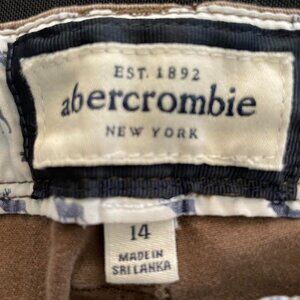 EST. 1892
abercrombie
NEW YORK
14
MADE IN
SRI LANKA